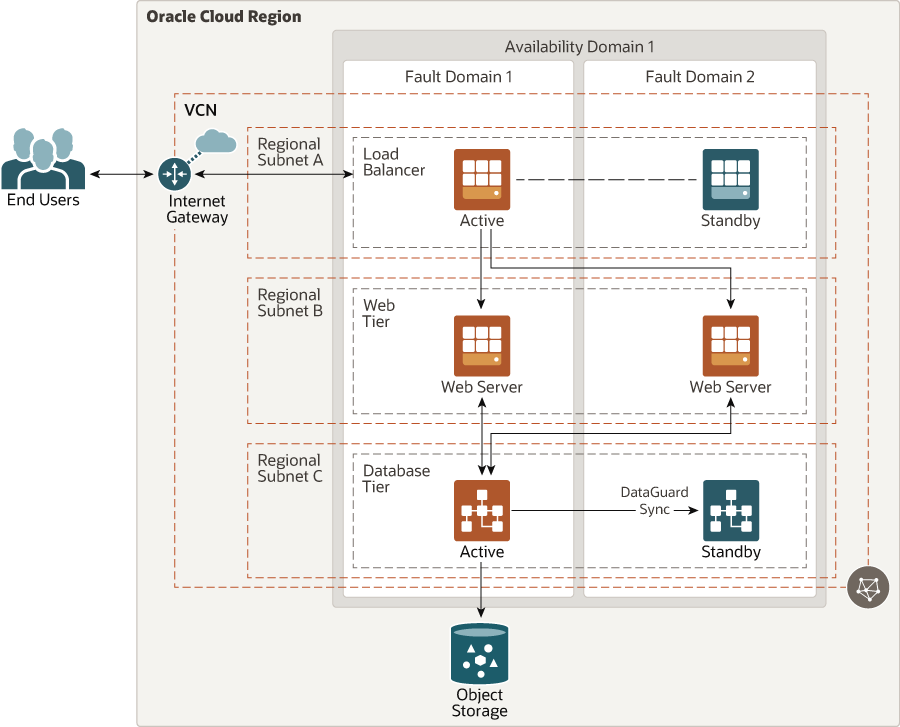 Oracle Cloud Region
Availability Domain 1
Fault Domain 1
Fault Domain 2
VCN
Regional
Subnet A
Load
Balancer
End Users
Internet
Gateway
Active
Standby
Regional
Subnet B
Web
Tier
Web Server
Web Server
Regional
Subnet C
Database
Tier
DataGuard
Sync
Active
Standby
Object
Storage